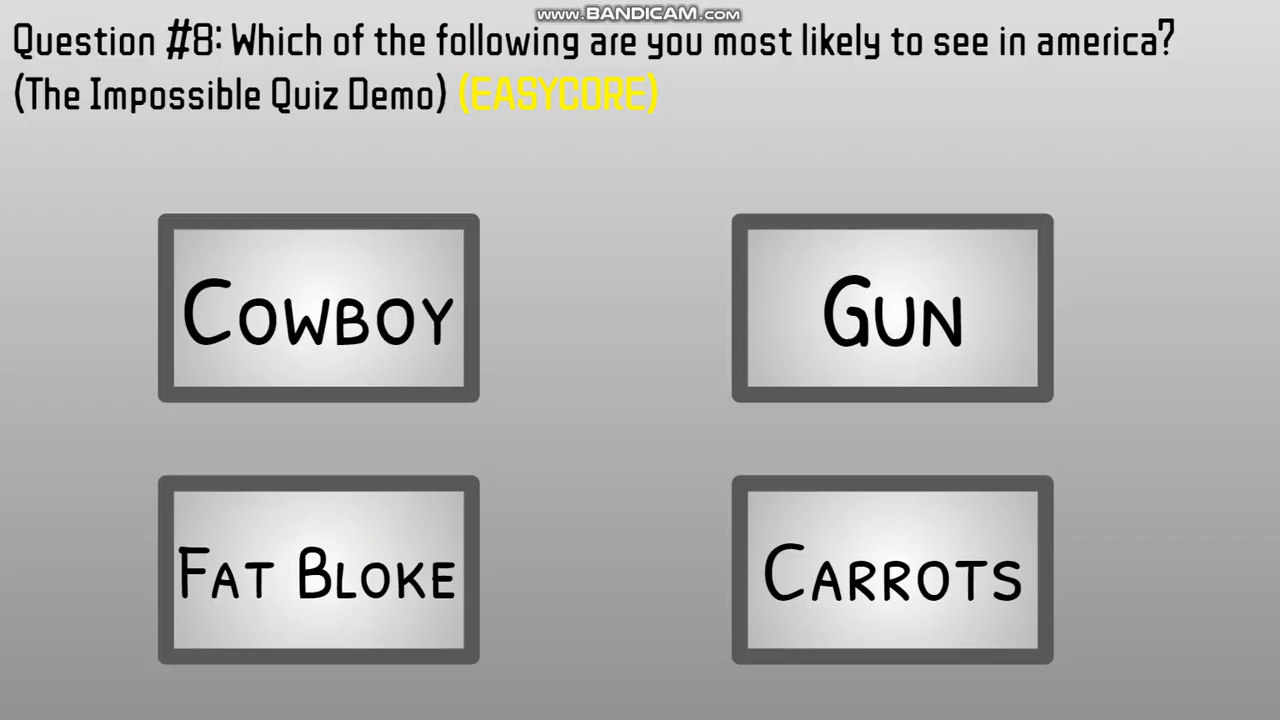 www.BANDICAM.com
Question #8: Which of the following are you most likely to see in america?
(The Impossible Quiz Demo) (EASYCORE)
Cowboy
Gun
Fat Bloke
Carrots